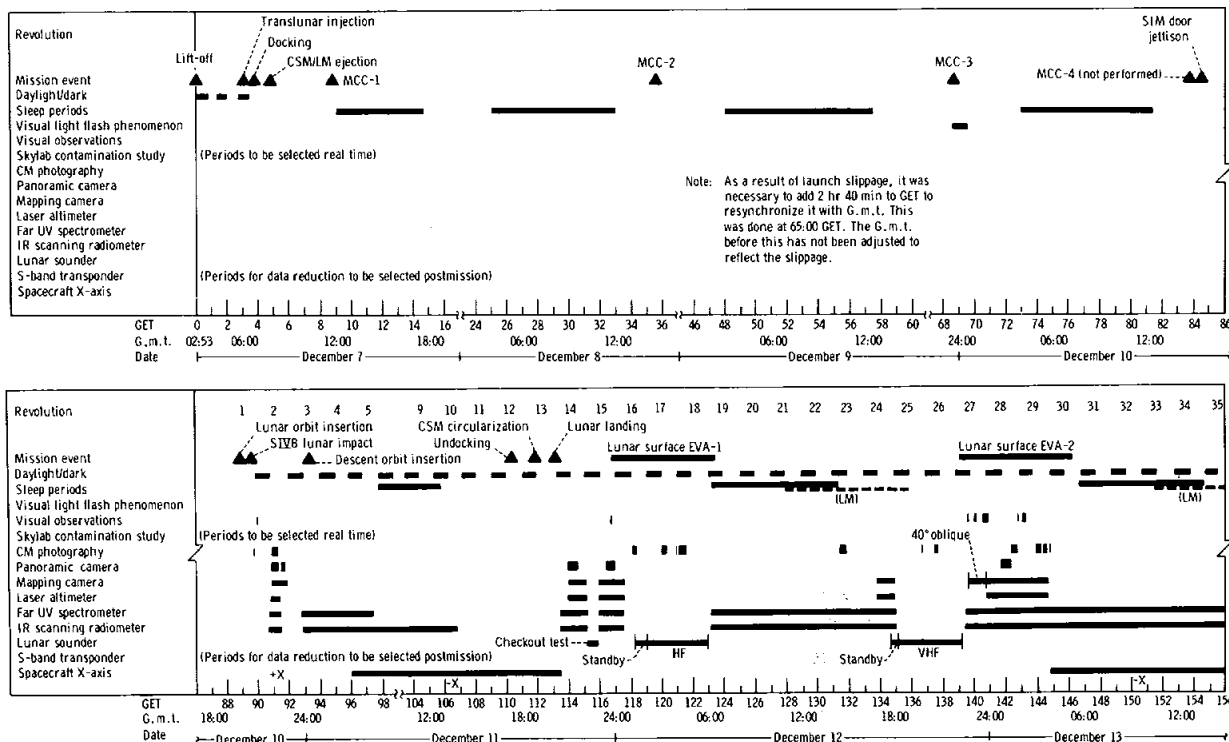 Revolution
Translunar injection
Docking
Lift-off
CSM/LM ejection
SIM door
jettison
Mission event
MCC-1
MCC-2
MCC-3
MCC-4 (not performed)
Daylight/dark
Sleep periods
Visual light flash phenomenon
Visual observations
Skylab contamination study
(Periods to be selected real time)
CM photography
Panoramic camera
Mapping camera
Laser altimeter
Far UV spectrometer
IR scanning radiometer
Lunar sounder
S-band transponder
(Periods for data reduction to be selected postmission)
Spacecraft X-axis
Note: As a result of launch slippage, it was
necessary to add 2 hr 40 min to GET to
resynchronize it with G.m.t. This
was done at 65:00 GET. The G.m.t.
before this has not been adjusted to
reflect the slippage.
GET 0 2 4 6 8 10 12 14 16 24 26 28 30 32 34 36 46 48 50 52 54 56 58 60 62 68 70 72 74 76 78 80 82 84 86
G.m.t. 02:53 06:00 12:00 18:00 06:00 12:00 06:00 12:00 24:00 06:00 12:00
Date December 7 December 8 December 9 December 10
Revolution 1 2 3 4 5 9 10 11 12 13 14 15 16 17 18 19 20 21 22 23 24 25 26 27 28 29 30 31 32 33 34 35
Lunar orbit insertion
SIVB lunar impact
Descent orbit insertion
CSM circularization
Undocking
Lunar landing
Lunar surface EVA-1
Lunar surface EVA-2
Mission event
Daylight/dark
Sleep periods
(LM)
(LM)
Visual light flash phenomenon
Visual observations
Skylab contamination study
(Periods to be selected real time)
CM photography
40° oblique
Panoramic camera
Mapping camera
Laser altimeter
Far UV spectrometer
IR scanning radiometer
Lunar sounder
Checkout test
Standby
HF
Standby
VHF
S-band transponder
(Periods for data reduction to be selected postmission)
Spacecraft X-axis
+X
-X
-X
GET 88 90 92 94 96 98 104 106 108 110 112 114 116 118 120 122 124 126 128 130 132 134 136 138 140 142 144 146 148 150 152 154 156
G.m.t. 18:00 24:00 12:00 18:00 24:00 06:00 12:00 18:00 24:00 06:00 12:00
Date December 10 December 11 December 12 December 13